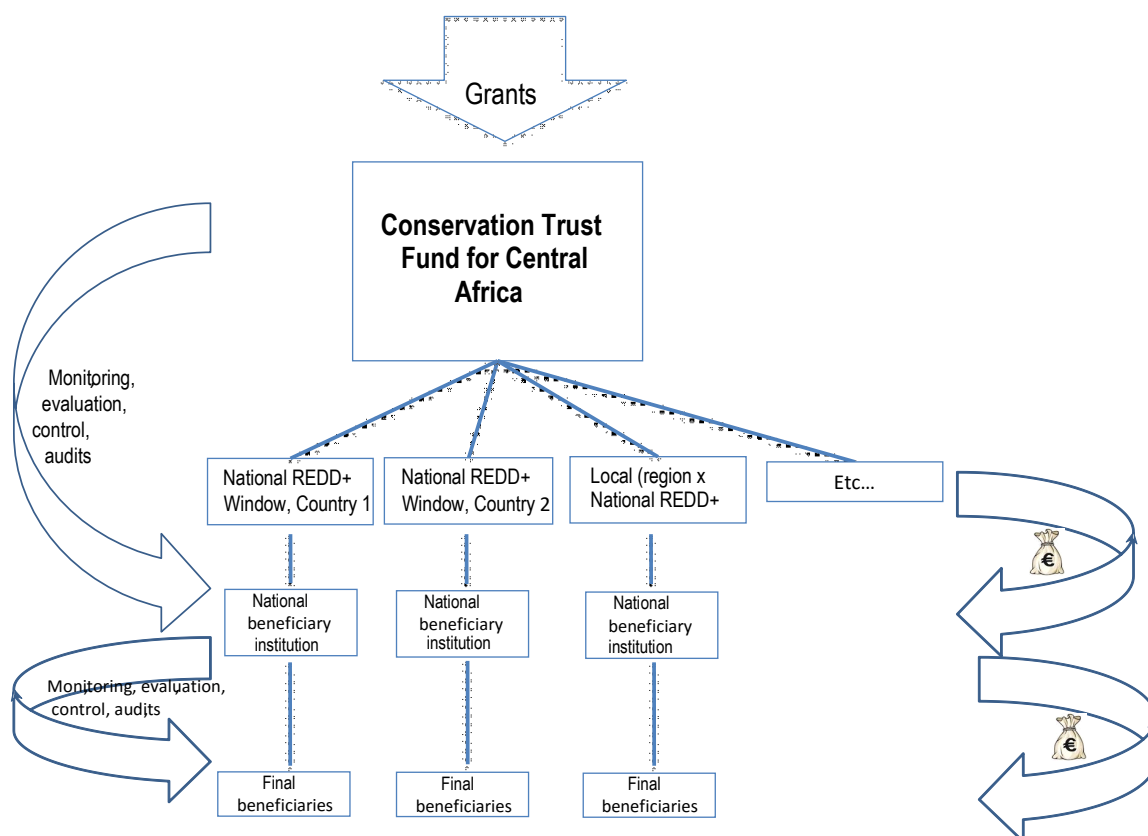 Grants
Conservation Trust
Fund for Central
Africa
Monitoring,
evaluation,
control,
audits
National REDD+
Window, Country 1
National REDD+
Window, Country 2
Local (region x
National REDD+
Etc...
€
National
beneficiary
institution
National
beneficiary
institution
National
beneficiary
institution
Monitoring, evaluation,
control, audits
€
Final
beneficiaries
Final
beneficiaries
Final
beneficiaries